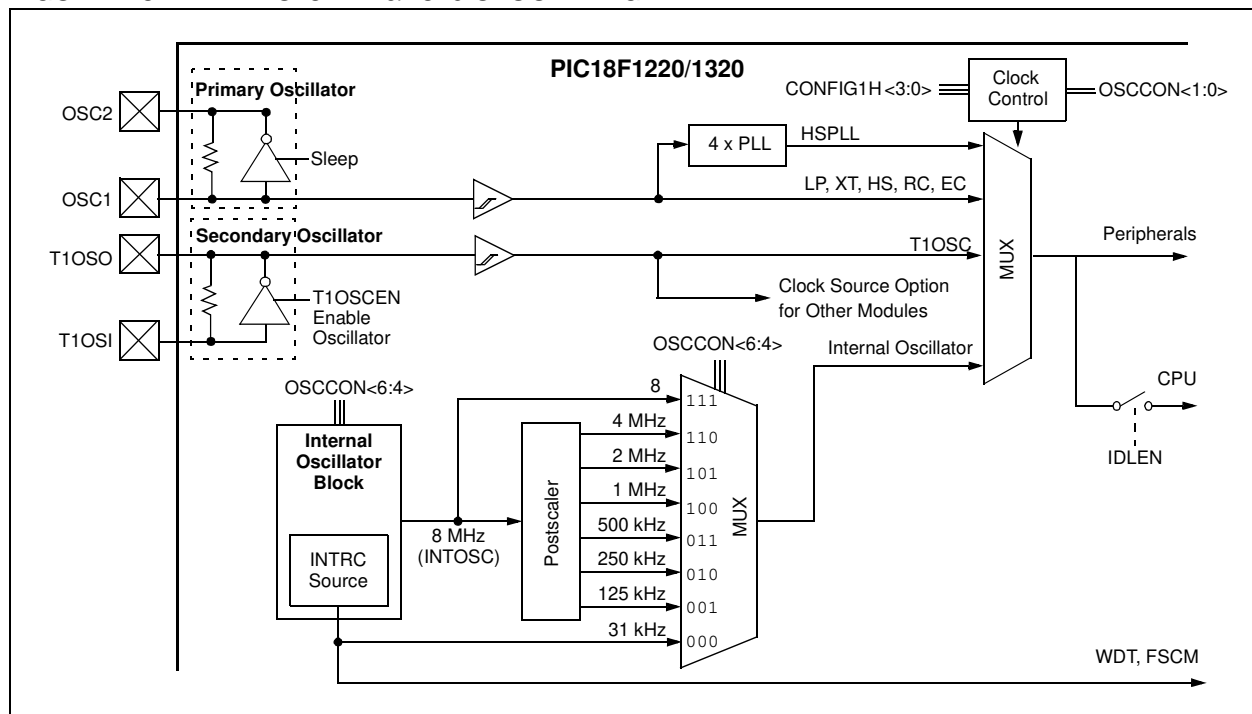 PIC18F1220/1320
Primary Oscillator
OSC2
Sleep
OSC1
CONFIG1H <3:0>
Clock
Control
OSCCON<1:0>
4 x PLL
HSPLL
LP, XT, HS, RC, EC
Secondary Oscillator
T1OSO
T1OSCEN
Enable
Oscillator
T1OSI
T1OSC
Clock Source Option
for Other Modules
MUX
Peripherals
Internal Oscillator
CPU
IDLEN
OSCCON<6:4>
OSCCON<6:4>
Internal
Oscillator
Block
INTRC
Source
8 MHz
(INTOSC)
Postscaler
8
111
4 MHz
110
2 MHz
101
1 MHz
100
500 kHz
011
250 kHz
010
125 kHz
001
31 kHz
000
MUX
WDT, FSCM